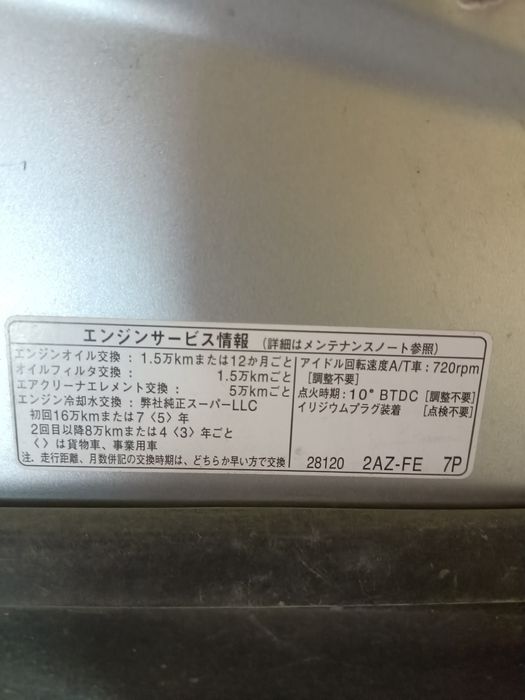 エンジンサービス情報 (詳細はメンテナンスノート参照)
エンジンオイル交換 : 1.5万kmまたは12か月ごと
オイルフィルタ交換 : 1.5万kmごと
エアクリーナエレメント交換 : 5万kmごと
エンジン冷却水交換 : 弊社純正スーパーLLC
初回16万kmまたは7〈5〉年
2回目以降8万kmまたは4〈3〉年ごと
〈〉は貨物車、事業用車
注. 走行距離、月数併記の交換時期は、どちらか早い方で交換
アイドル回転速度A/T車 : 720rpm
[調整不要]
点火時期 : 10° BTDC [調整不要]
イリジウムプラグ装着 [点検不要]
28120 2AZ-FE 7P